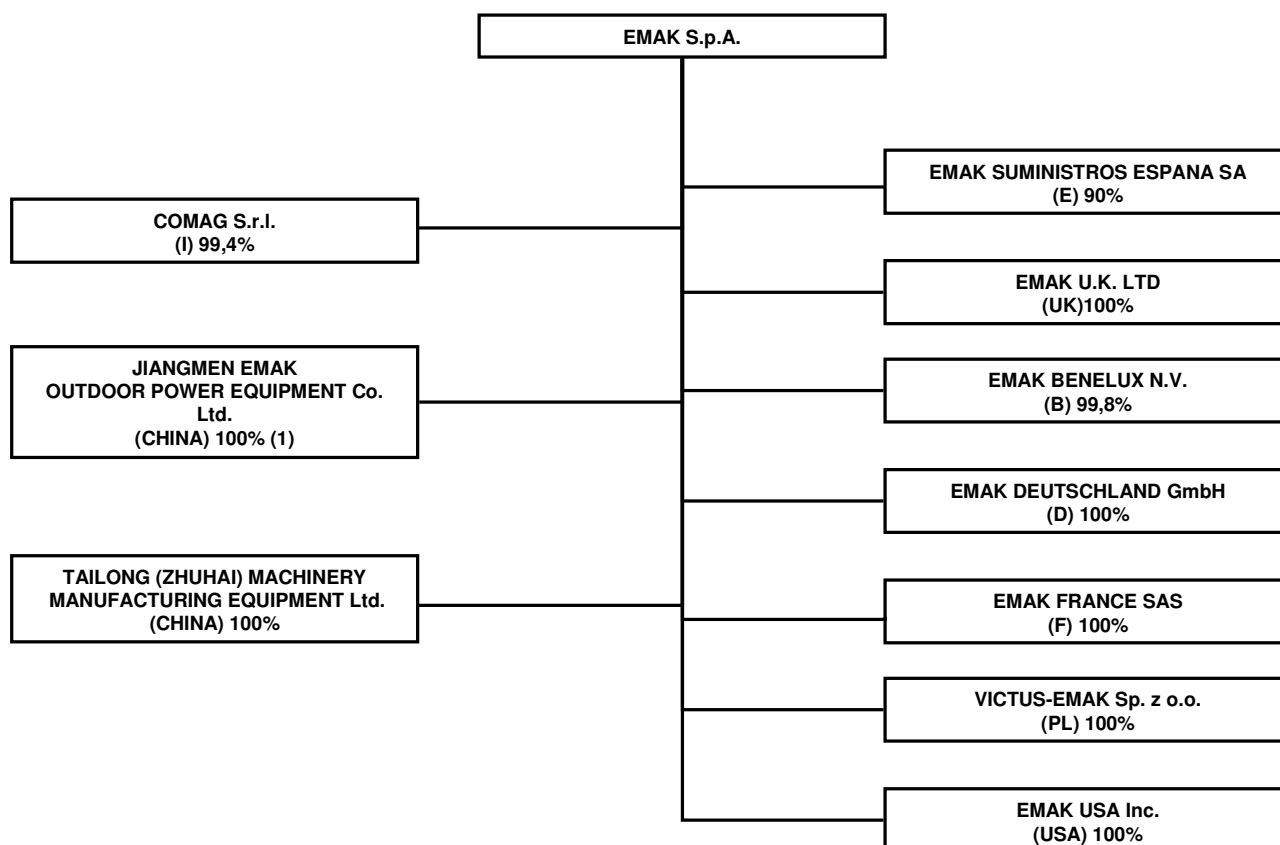 EMAK S.p.A.
EMAK SUMINISTROS ESPANA SA
(E) 90%
COMAG S.r.l.
(I) 99,4%
EMAK U.K. LTD
(UK)100%
JIANGMEN EMAK
OUTDOOR POWER EQUIPMENT Co.
Ltd.
(CHINA) 100% (1)
EMAK BENELUX N.V.
(B) 99,8%
EMAK DEUTSCHLAND GmbH
(D) 100%
TAILONG (ZHUHAI) MACHINERY
MANUFACTURING EQUIPMENT Ltd.
(CHINA) 100%
EMAK FRANCE SAS
(F) 100%
VICTUS-EMAK Sp. z o.o.
(PL) 100%
EMAK USA Inc.
(USA) 100%